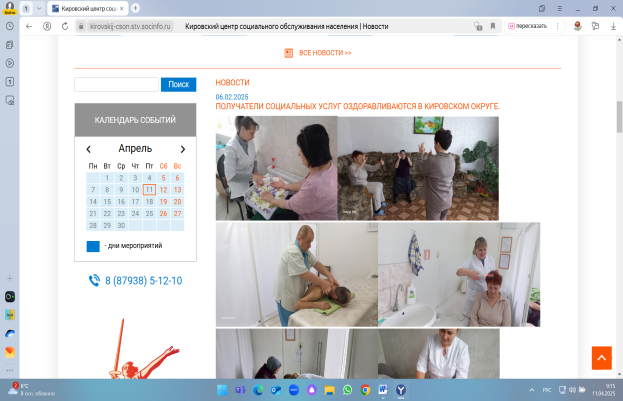 Кировский центр соци
kirovskij-cson.stv.socinfo.ru
Кировский центр социального обслуживания населения | Новости
пересказать
ВСЕ НОВОСТИ >>
Поиск
НОВОСТИ
06.02.2025
ПОЛУЧАТЕЛИ СОЦИАЛЬНЫХ УСЛУГ ОЗДОРАВЛИВАЮТСЯ В КИРОВСКОМ ОКРУГЕ.
КАЛЕНДАРЬ СОБЫТИЙ
Апрель
Пн Вт Ср Чт Пт Сб Вс
1 2 3 4 5 6
7 8 9 10 11 12 13
14 15 16 17 18 19 20
21 22 23 24 25 26 27
28 29 30
- дни мероприятий
8 (87938) 5-12-10
6°C
В осн. облачно
РУС
9:15
11.04.2025